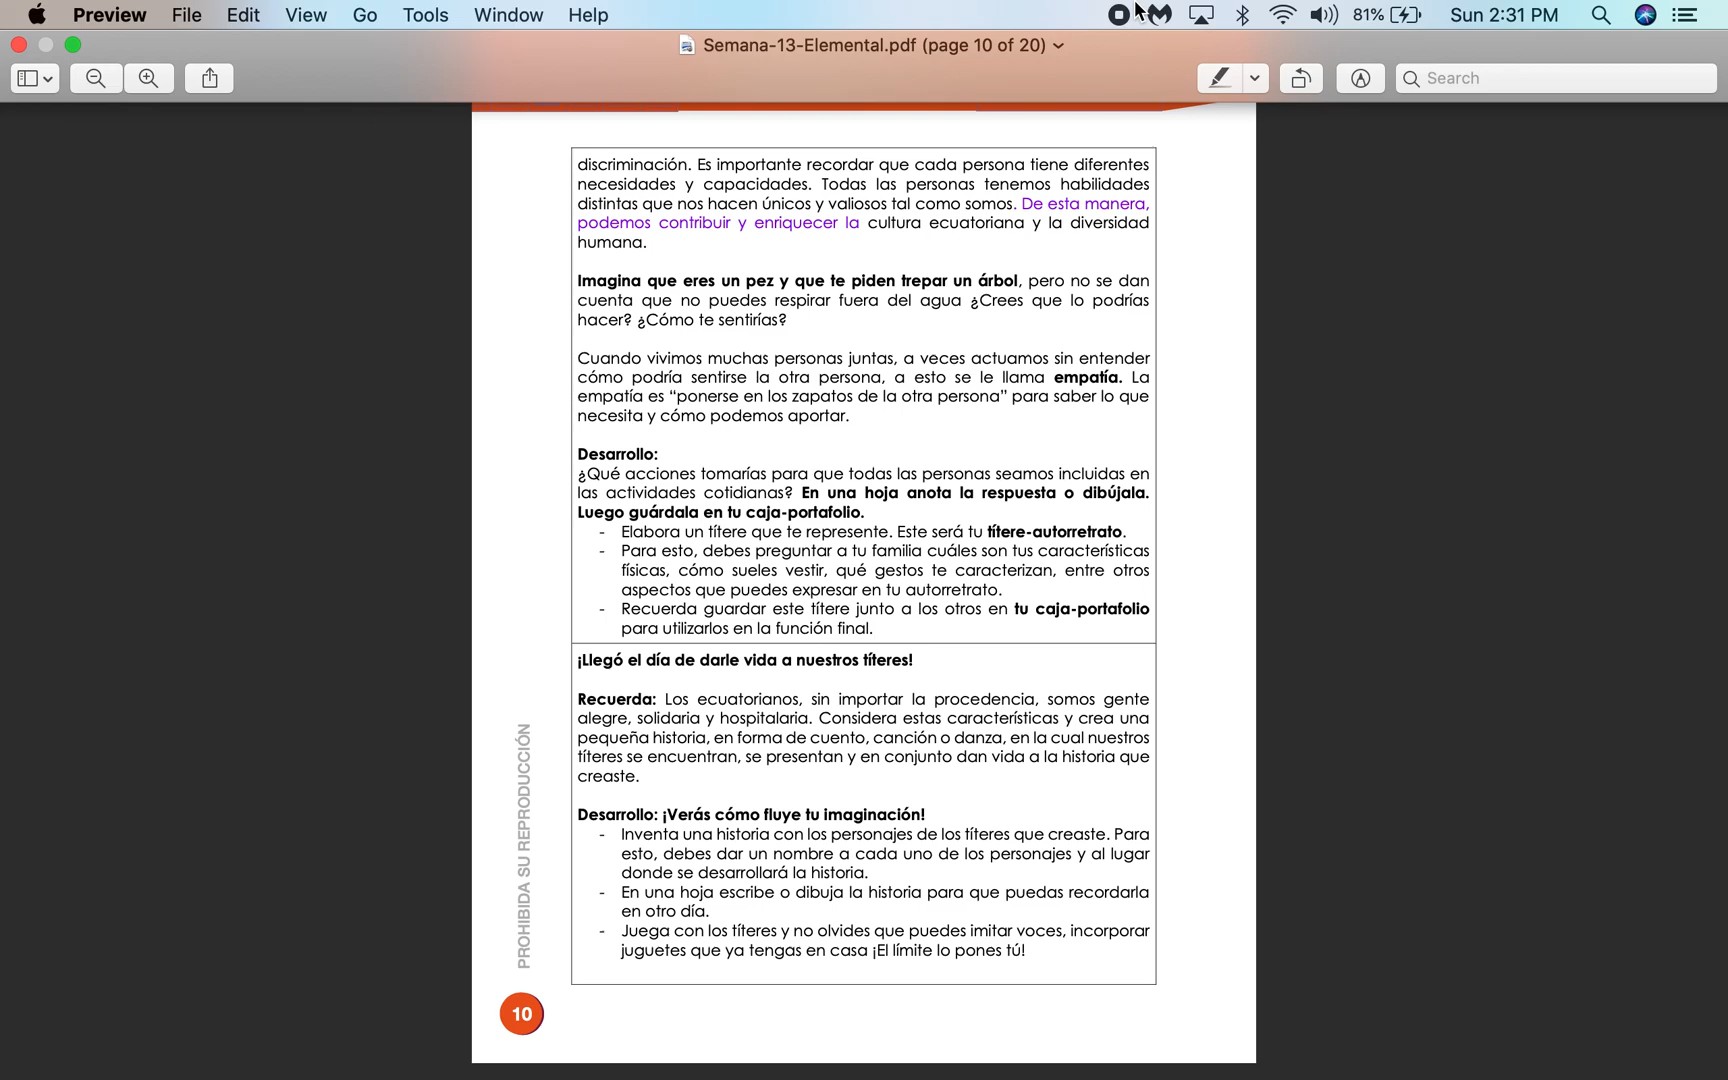 Preview File Edit View Go Tools Window Help 81% Sun 2:31 PM
Semana-13-Elemental.pdf (page 10 of 20)
Search
discriminación. Es importante recordar que cada persona tiene diferentes
necesidades y capacidades. Todas las personas tenemos habilidades
distintas que nos hacen únicos y valiosos tal como somos. De esta manera,
podemos contribuir y enriquecer la cultura ecuatoriana y la diversidad
humana.
Imagina que eres un pez y que te piden trepar un árbol, pero no se dan
cuenta que no puedes respirar fuera del agua ¿Crees que lo podrías
hacer? ¿Cómo te sentirías?
Cuando vivimos muchas personas juntas, a veces actuamos sin entender
cómo podría sentirse la otra persona, a esto se le llama empatía. La
empatía es “ponerse en los zapatos de la otra persona” para saber lo que
necesita y cómo podemos aportar.
Desarrollo:
¿Qué acciones tomarías para que todas las personas seamos incluidas en
las actividades cotidianas? En una hoja anota la respuesta o dibújala.
Luego guárdala en tu caja-portafolio.
- Elabora un títere que te represente. Este será tu títere-autorretrato.
- Para esto, debes preguntar a tu familia cuáles son tus características
físicas, cómo sueles vestir, qué gestos te caracterizan, entre otros
aspectos que puedes expresar en tu autorretrato.
- Recuerda guardar este títere junto a los otros en tu caja-portafolio
para utilizarlos en la función final.
¡Llegó el día de darle vida a nuestros títeres!
Recuerda: Los ecuatorianos, sin importar la procedencia, somos gente
alegre, solidaria y hospitalaria. Considera estas características y crea una
pequeña historia, en forma de cuento, canción o danza, en la cual nuestros
títeres se encuentran, se presentan y en conjunto dan vida a la historia que
creaste.
Desarrollo: ¡Verás cómo fluye tu imaginación!
- Inventa una historia con los personajes de los títeres que creaste. Para
esto, debes dar un nombre a cada uno de los personajes y al lugar
donde se desarrollará la historia.
- En una hoja escribe o dibuja la historia para que puedas recordarla
en otro día.
- Juega con los títeres y no olvides que puedes imitar voces, incorporar
juguetes que ya tengas en casa ¡El límite lo pones tú!
PROHIBIDA SU REPRODUCCIÓN
10